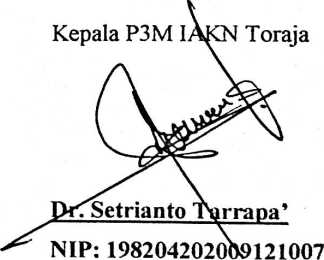 Kepala P3M IAKN Toraja
Dr. Setrianto Tarrapa'
NIP: 198204202009121007